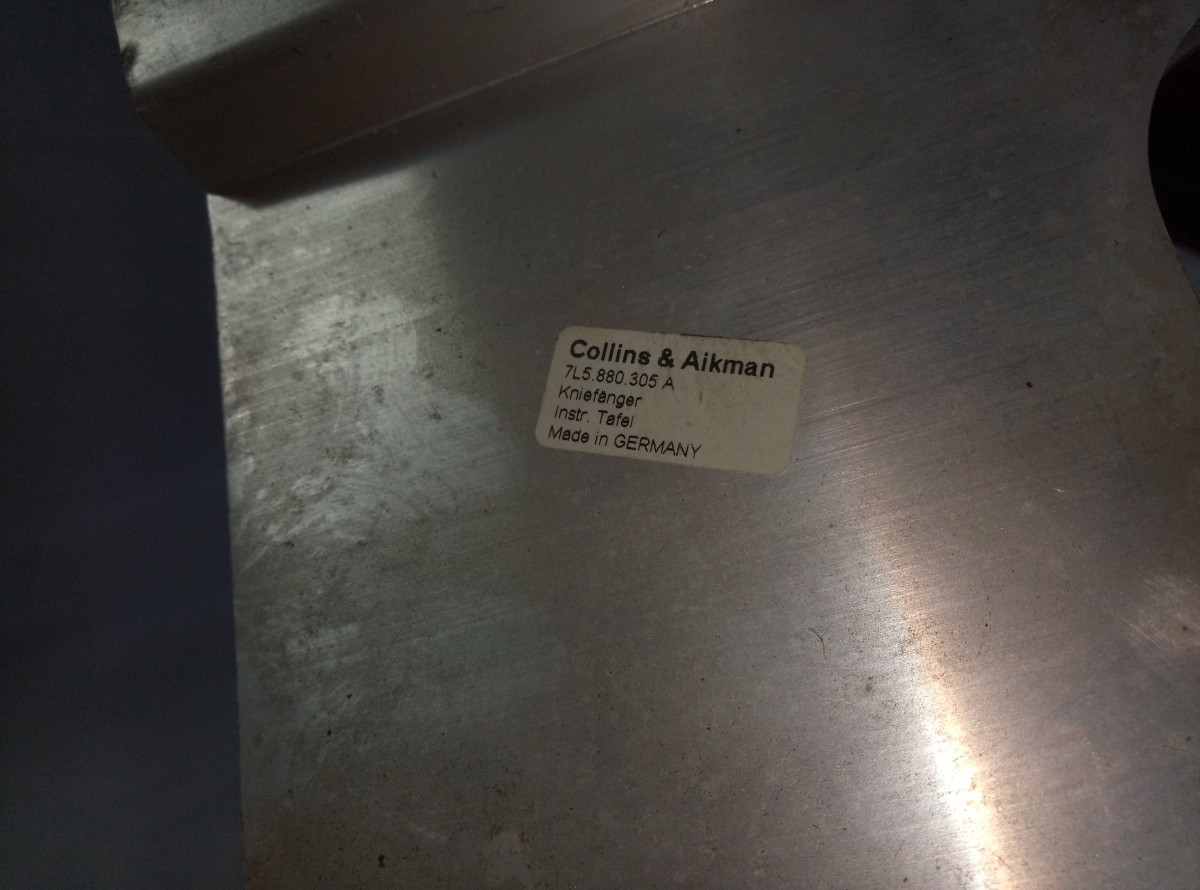 Collins & Aikman
7L5.880.305 A
Kniefänger
Instr. Tafel
Made in GERMANY